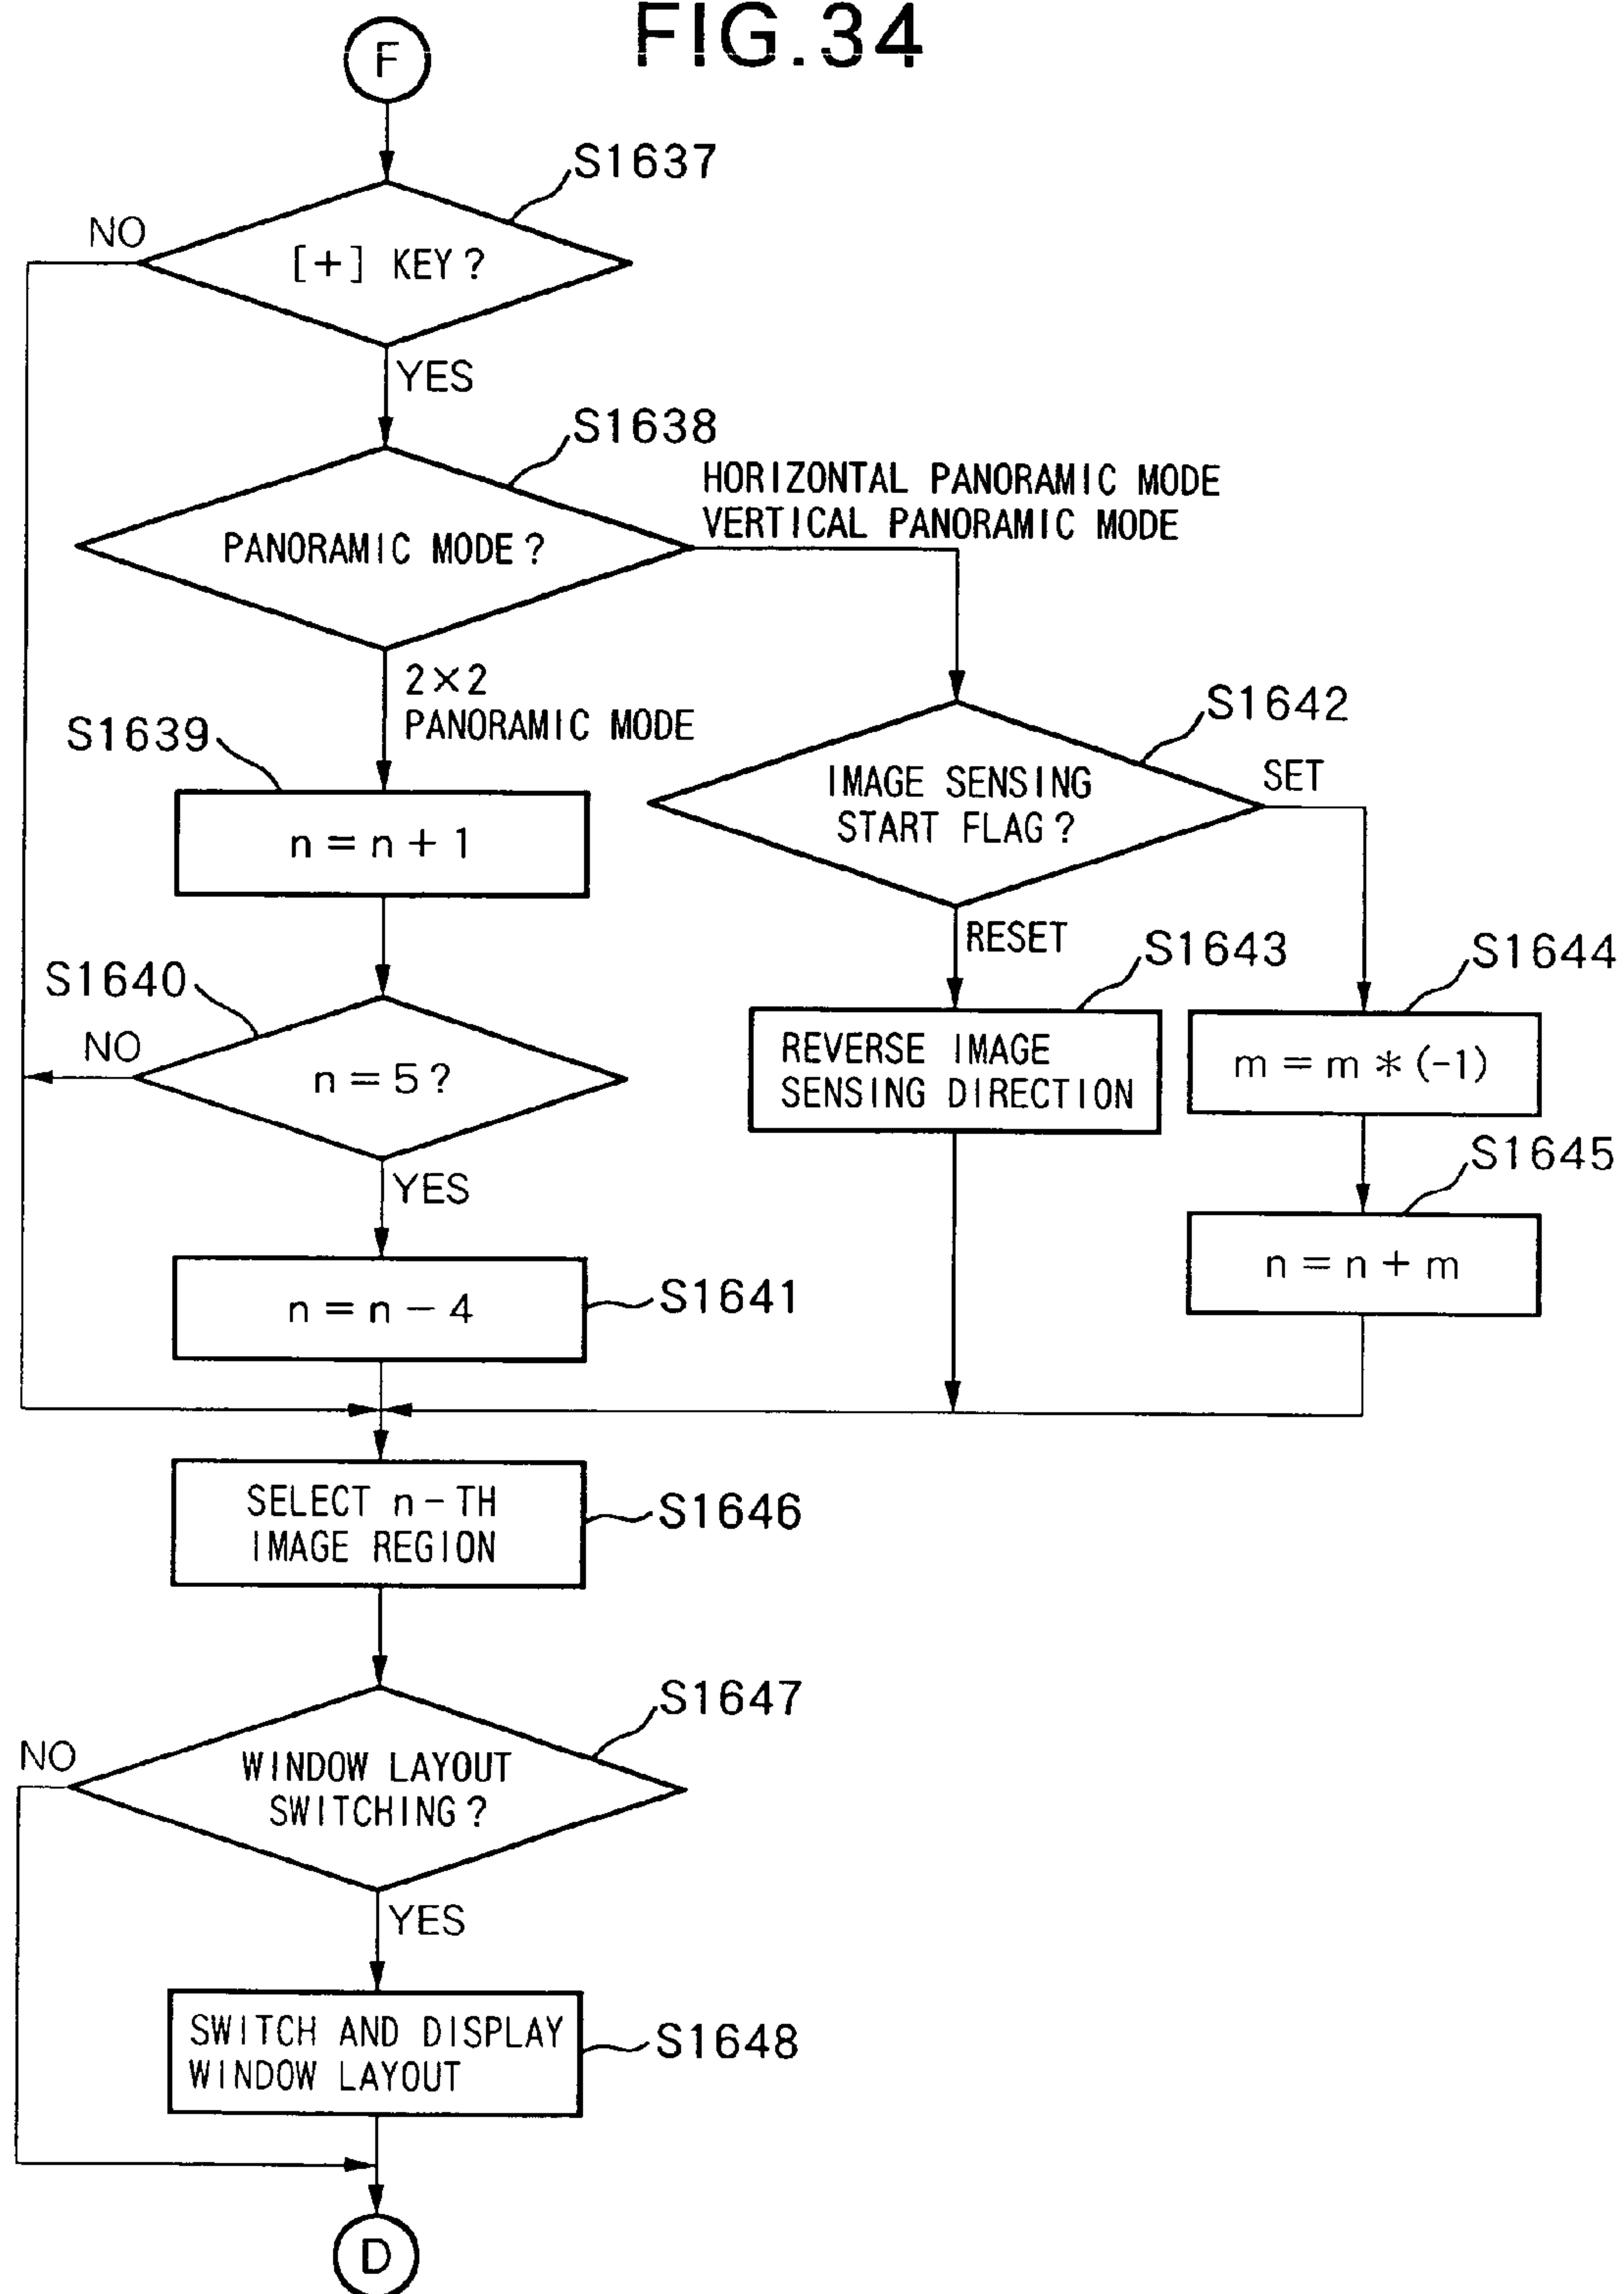 FIG.34
F
S1637
NO
[+] KEY?
YES
S1638
HORIZONTAL PANORAMIC MODE
VERTICAL PANORAMIC MODE
PANORAMIC MODE?
2×2
PANORAMIC MODE
S1639
n = n + 1
S1642
IMAGE SENSING
START FLAG?
SET
RESET
S1640
NO
n = 5?
YES
S1643
REVERSE IMAGE
SENSING DIRECTION
S1644
m = m * (-1)
S1645
n = n + m
n = n - 4
S1641
SELECT n-TH
IMAGE REGION
S1646
S1647
NO
WINDOW LAYOUT
SWITCHING?
YES
SWITCH AND DISPLAY
WINDOW LAYOUT
S1648
D